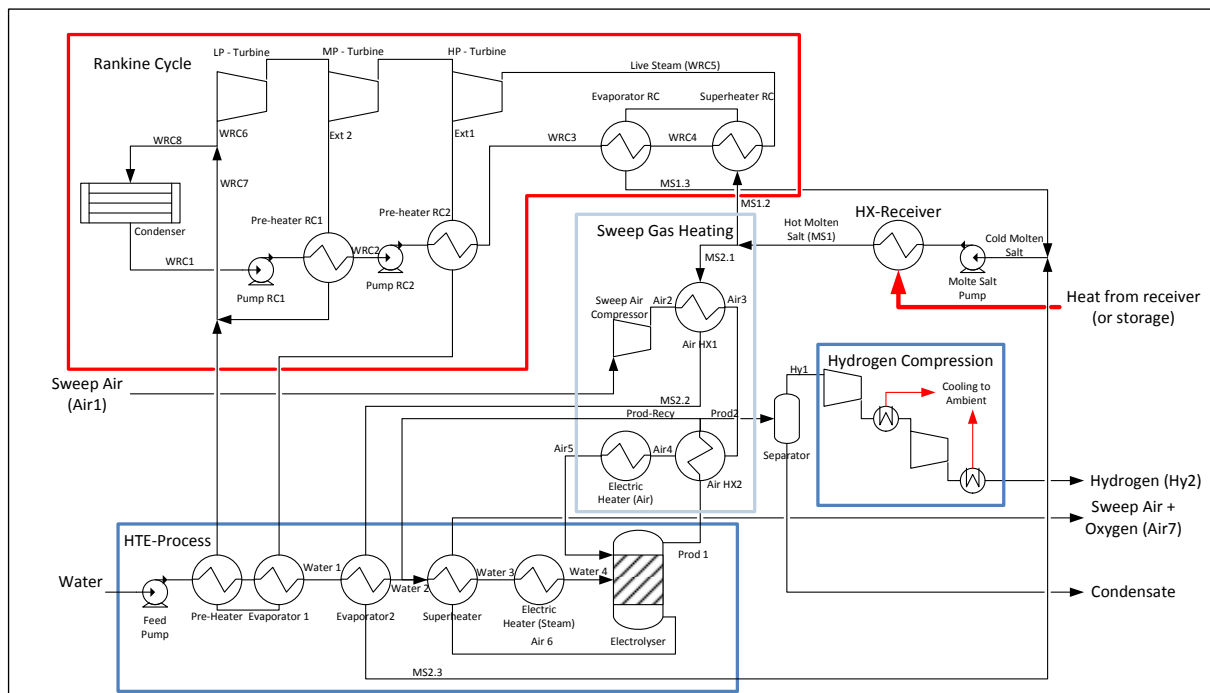 LP - Turbine
MP - Turbine
HP - Turbine
Rankine Cycle
Live Steam (WRC5)
Evaporator RC
Superheater RC
WRC8
WRC6
Ext 2
Ext1
WRC3
WRC4
WRC7
MS1.3
MS1.2
Condenser
Pre-heater RC1
Pre-heater RC2
WRC1
WRC2
Pump RC1
Pump RC2
Sweep Gas Heating
Hot Molten
Salt (MS1)
HX-Receiver
Cold Molten
Salt
MS2.1
Molte Salt
Pump
Sweep Air
Compressor
Air2
Air3
Air HX1
Heat from receiver
(or storage)
Sweep Air
(Air1)
Hydrogen Compression
Hy1
Cooling to
Ambient
MS2.2
Prod-Recy
Prod2
Separator
Air5
Air4
Electric
Heater (Air)
Air HX2
Hydrogen (Hy2)
Sweep Air +
Oxygen (Air7)
HTE-Process
Prod 1
Water
Water 1
Water 2
Water 3
Water 4
Condensate
Feed
Pump
Pre-Heater
Evaporator 1
Evaporator2
Superheater
Electric
Heater (Steam)
Electrolyser
Air 6
MS2.3